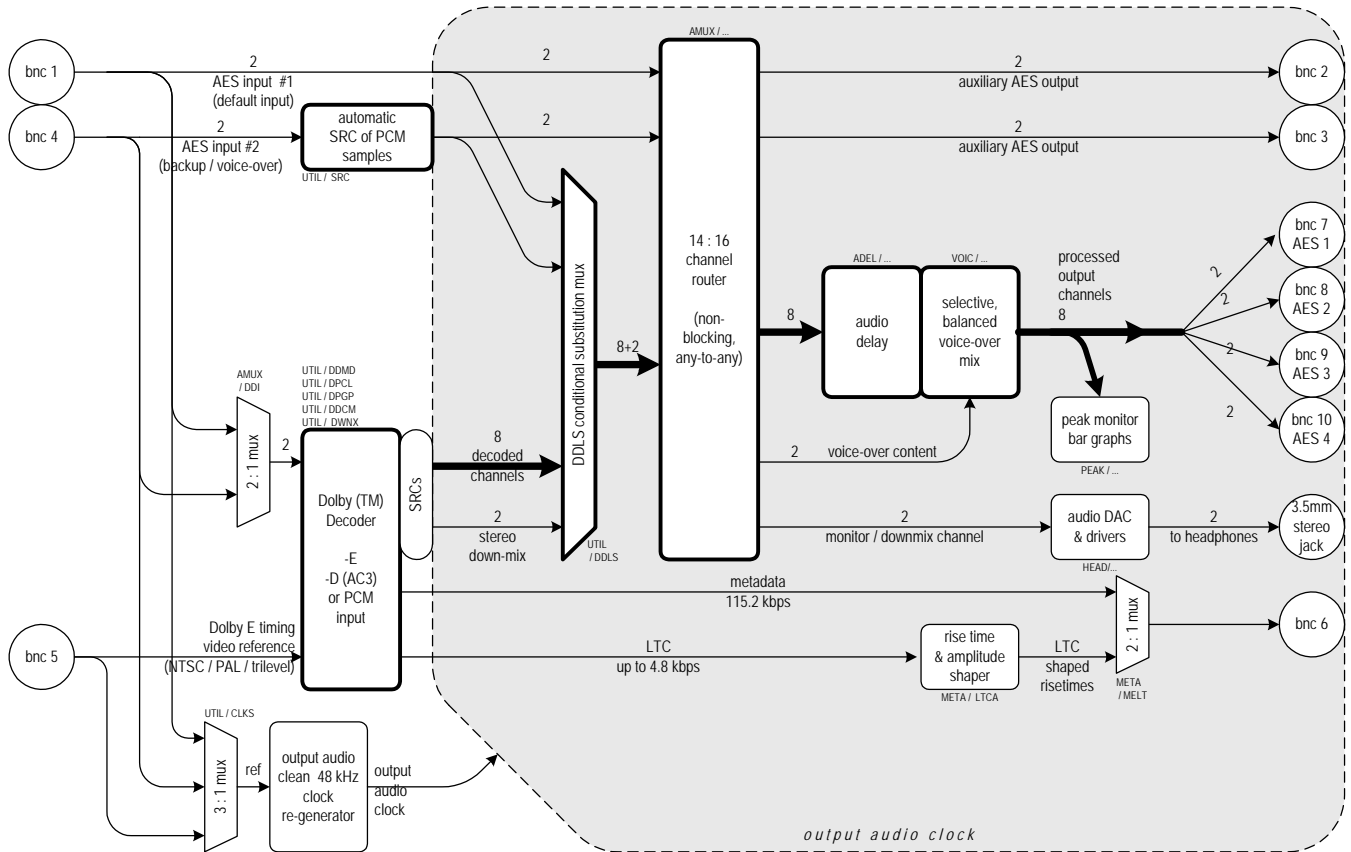 AMUX / ...
bnc 1
2
AES input #1
(default input)
2
2
auxiliary AES output
bnc 2
bnc 4
2
AES input #2
(backup / voice-over)
automatic
SRC of PCM
samples
UTIL / SRC
2
2
auxiliary AES output
bnc 3
DDLS conditional substitution mux
UTIL
/ DDLS
8+2
14 : 16
channel
router
(non-
blocking,
any-to-any)
8
ADEL / ...
audio
delay
VOIC / ...
selective,
balanced
voice-over
mix
processed
output
channels
8
2
2
2
2
bnc 7
AES 1
bnc 8
AES 2
bnc 9
AES 3
bnc 10
AES 4
peak monitor
bar graphs
PEAK / ...
2
voice-over content
AMUX
/ DDI
2 : 1 mux
2
UTIL / DDMD
UTIL / DPCL
UTIL / DPGP
UTIL / DDCM
UTIL / DWNX
Dolby (TM)
Decoder
-E
-D (AC3)
or PCM
input
SRCs
8
decoded
channels
2
stereo
down-mix
2
monitor / downmix channel
audio DAC
& drivers
HEAD/...
2
to headphones
3.5mm
stereo
jack
metadata
115.2 kbps
2 : 1 mux
META
/ MELT
bnc 6
bnc 5
Dolby E timing
video reference
(NTSC / PAL / trilevel)
LTC
up to 4.8 kbps
rise time
& amplitude
shaper
META / LTCA
LTC
shaped
risetimes
UTIL / CLKS
3 : 1 mux
ref
output audio
clean 48 kHz
clock
re-generator
output
audio
clock
output audio clock